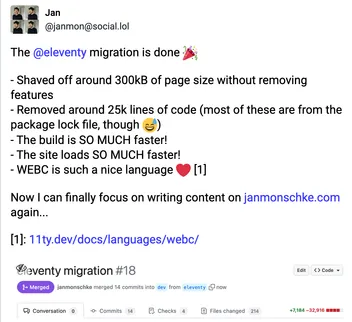 Jan
@janmon@social.lol
The @eleventy migration is done 🎉
- Shaved off around 300kB of page size without removing
features
- Removed around 25k lines of code (most of these are from the
package lock file, though 😅)
- The build is SO MUCH faster!
- The site loads SO MUCH faster!
- WEBC is such a nice language ❤️ [1]
Now I can finally focus on writing content on janmonschke.com
again...
[1]: 11ty.dev/docs/languages/webc/
eleventy migration #18
Edit <> Code
Merged janmonschke merged 14 commits into dev from eleventy now
Conversation 0 Commits 14 Checks 4 Files changed 214 +7,184 −32,916